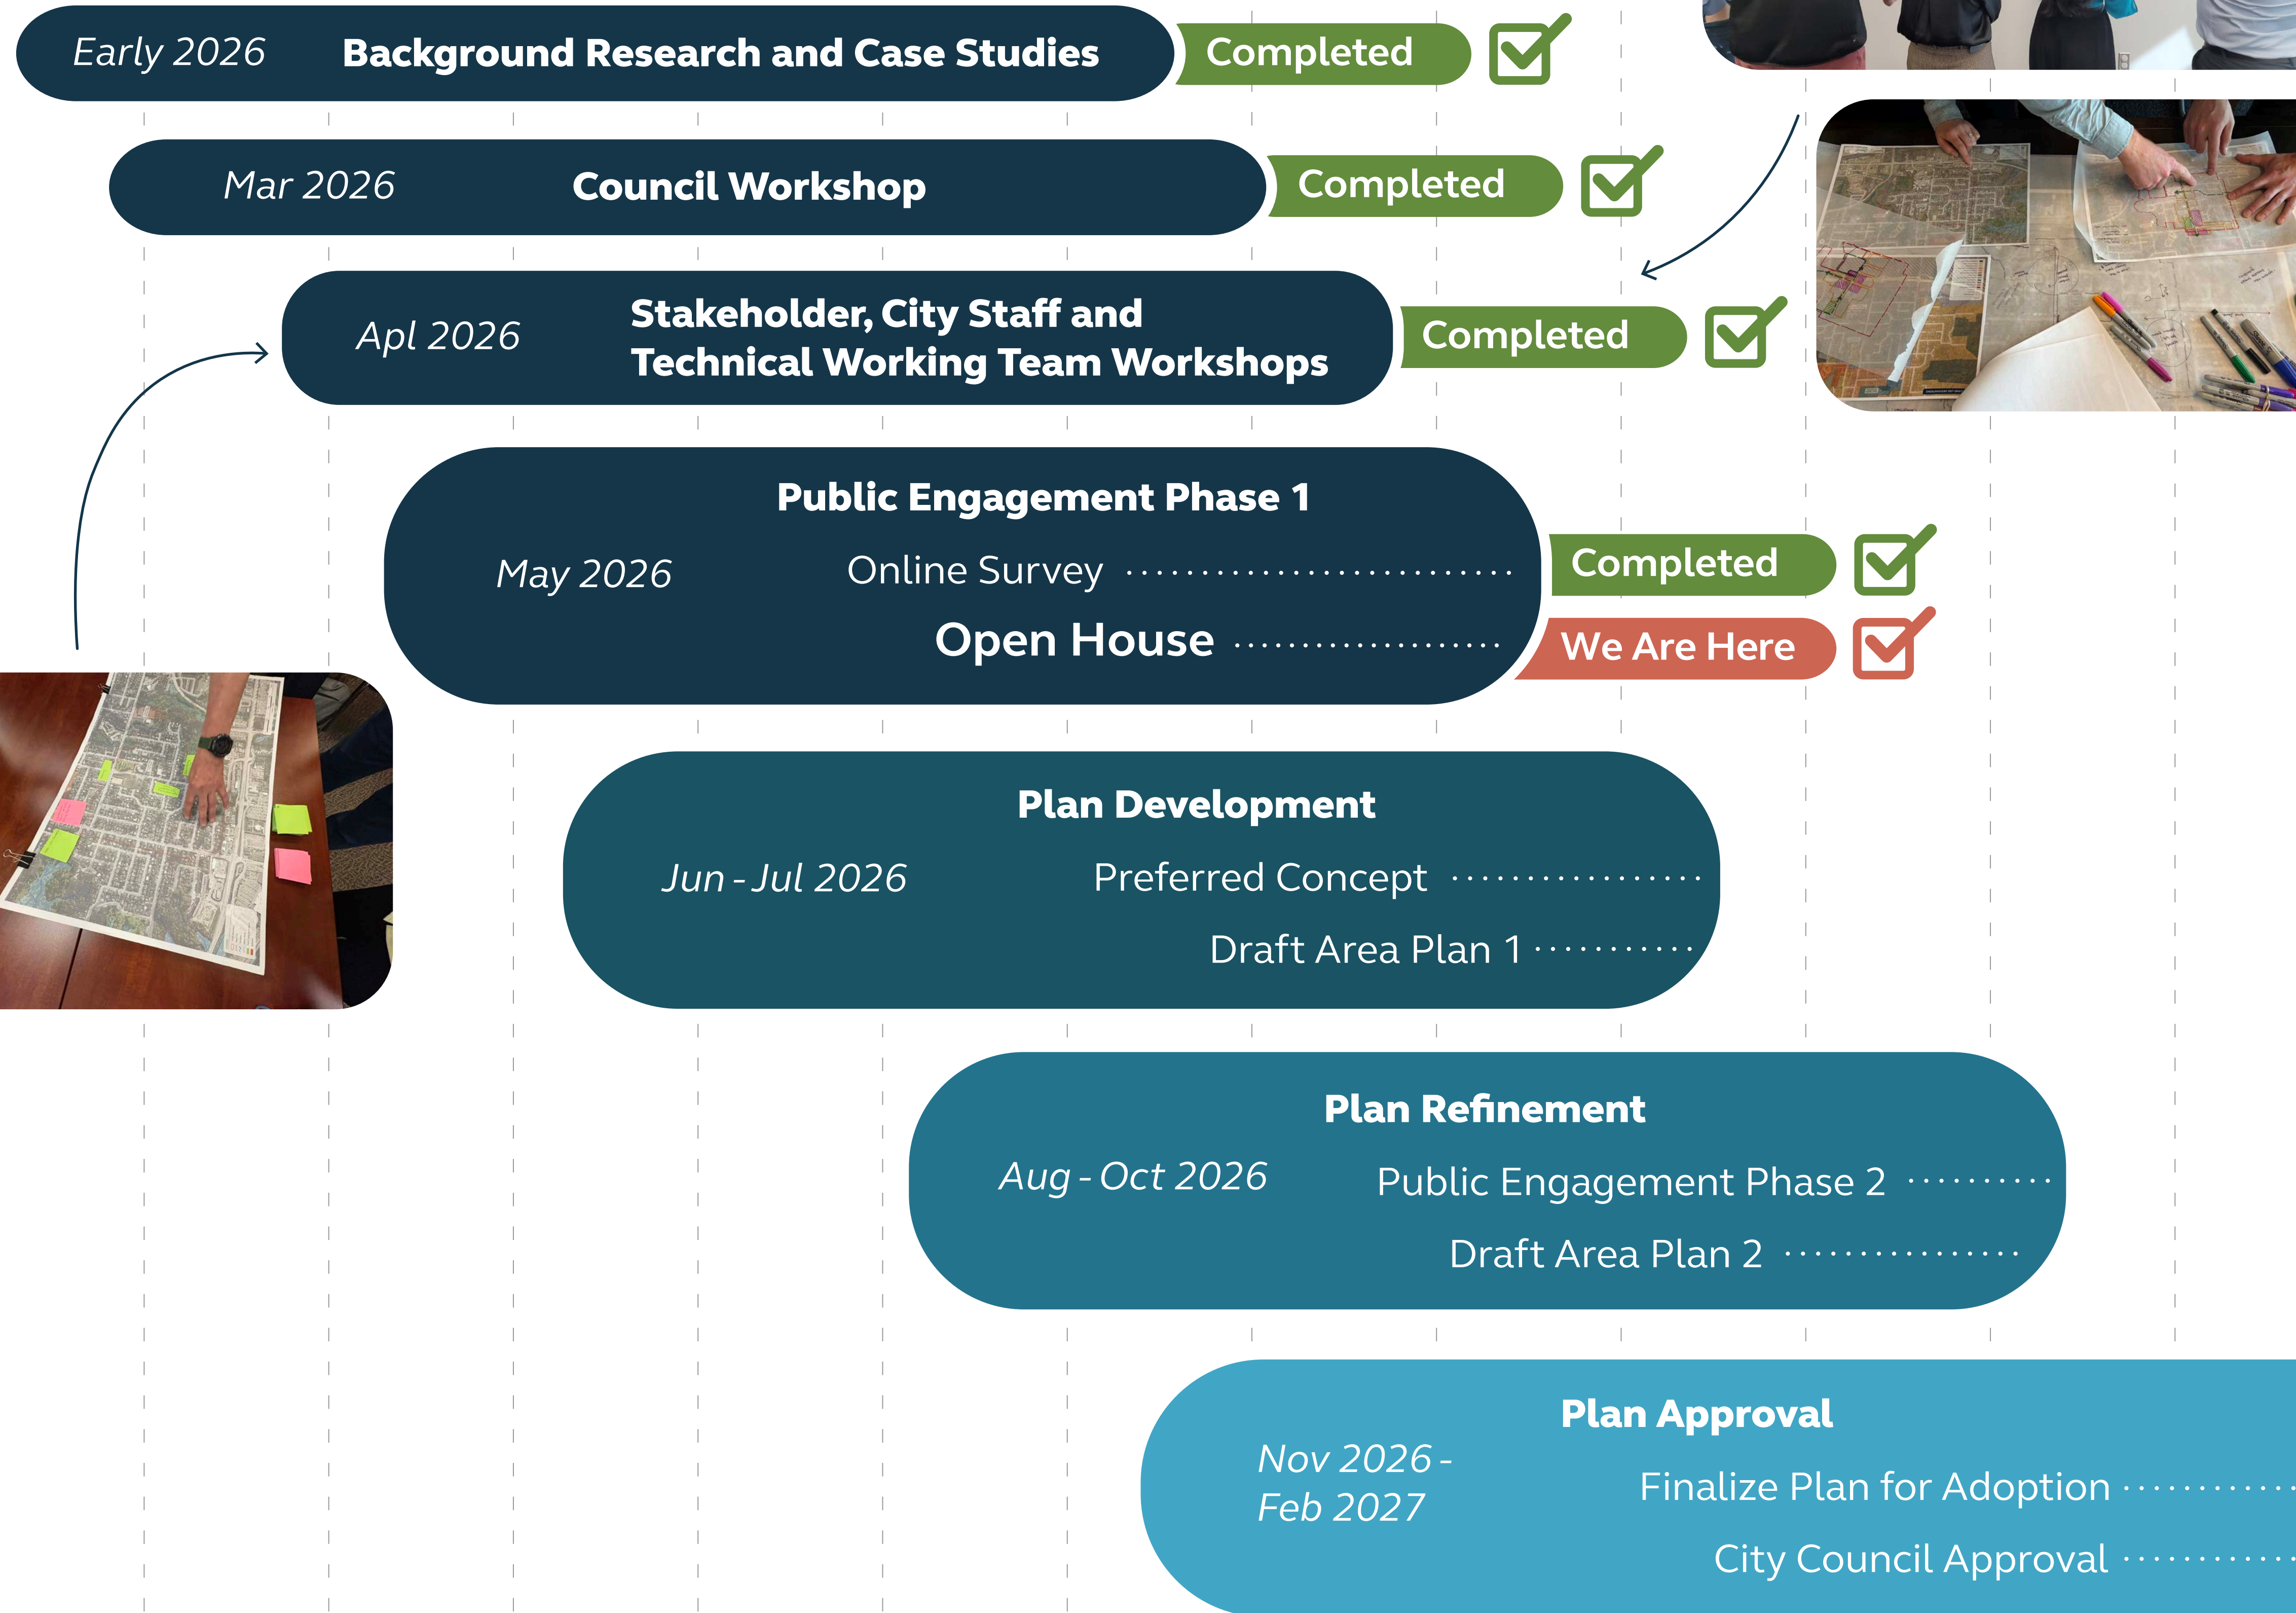 Early 2026
Background Research and Case Studies
Completed
Mar 2026
Council Workshop
Completed
Apl 2026
Stakeholder, City Staff and
Technical Working Team Workshops
Completed
Public Engagement Phase 1
May 2026
Online Survey
Completed
Open House
We Are Here
Plan Development
Jun - Jul 2026
Preferred Concept
Draft Area Plan 1
Plan Refinement
Aug - Oct 2026
Public Engagement Phase 2
Draft Area Plan 2
Plan Approval
Nov 2026 -
Feb 2027
Finalize Plan for Adoption
City Council Approval